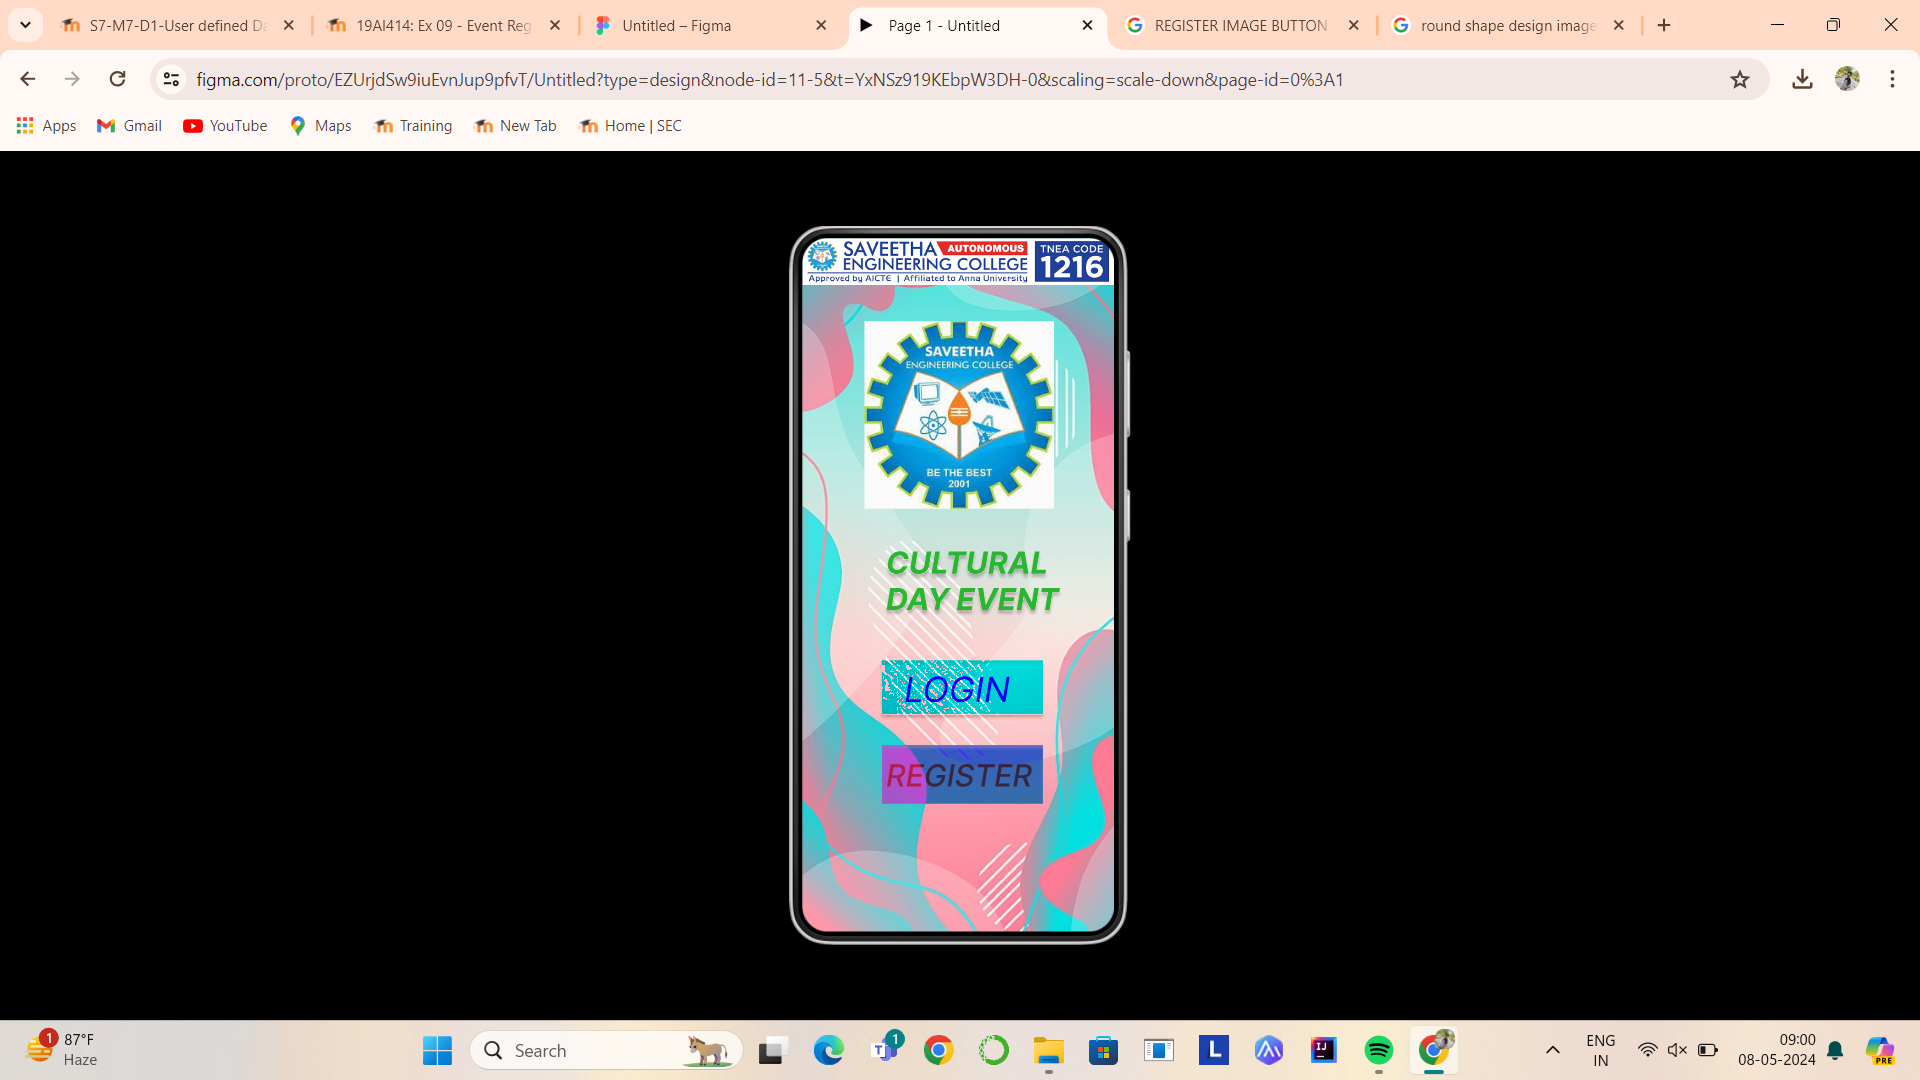 S7-M7-D1-User defined Da
19AI414: Ex 09 - Event Reg
Untitled – Figma
Page 1 - Untitled
REGISTER IMAGE BUTTON
round shape design image
figma.com/proto/EZUrjdSw9iuEvnJup9pfvT/Untitled?type=design&node-id=11-5&t=YxNSz919KEbpW3DH-0&scaling=scale-down&page-id=0%3A1
Apps
Gmail
YouTube
Maps
Training
New Tab
Home | SEC
SAVEETHA AUTONOMOUS
ENGINEERING COLLEGE
Approved by AICTE | Affiliated to Anna University
TNEA CODE
1216
SAVEETHA
ENGINEERING COLLEGE
BE THE BEST
2001
CULTURAL
DAY EVENT
LOGIN
REGISTER
1
87°F
Haze
Search
1
T
L
IJ
ENG
IN
09:00
08-05-2024
PRE